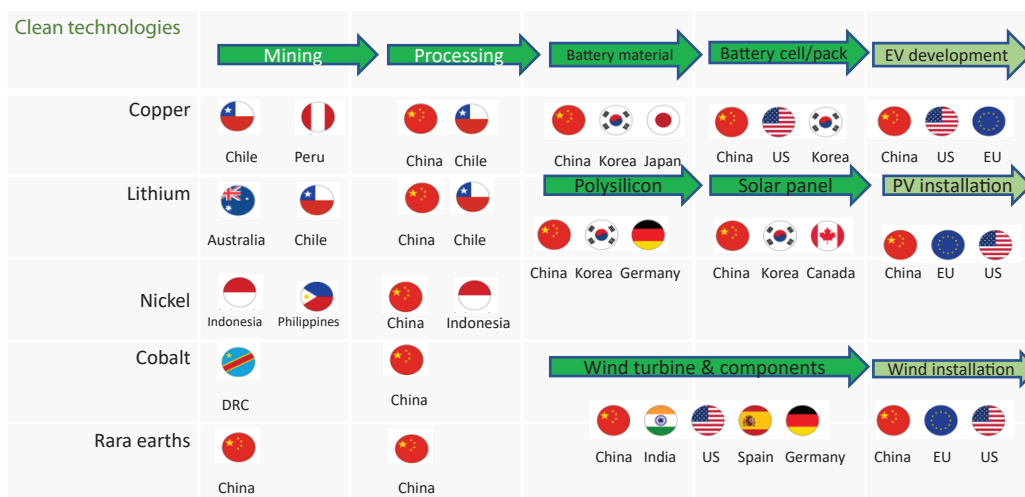 Clean technologies
Mining Processing Battery material Battery cell/pack EV development
Copper
Chile Peru China Chile China Korea Japan China US Korea China US EU
Lithium Polysilicon Solar panel PV installation
Australia Chile China Chile
China Korea Germany China Korea Canada China EU US
Nickel
Indonesia Philippines China Indonesia
Cobalt Wind turbine & components Wind installation
DRC China
Rara earths
China India US Spain Germany China EU US
China China